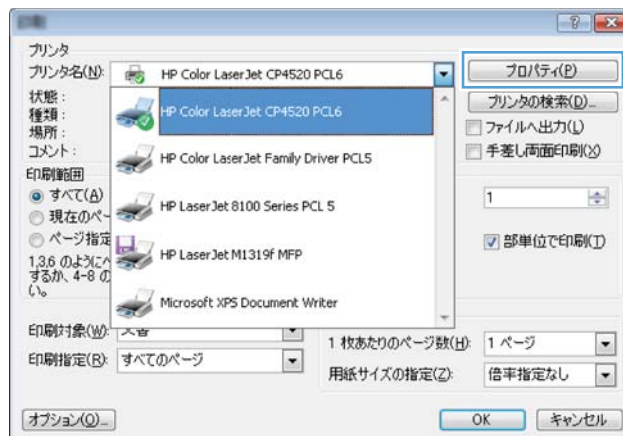 プリンタ
プリンタ名(N):
HP Color LaserJet CP4520 PCL6
プロパティ(P)
状態:
種類:
場所:
コメント:
HP Color LaserJet CP4520 PCL6
HP Color LaserJet Family Driver PCL5
HP LaserJet 8100 Series PCL 5
HP LaserJet M1319f MFP
Microsoft XPS Document Writer
プリンタの検索(D)...
ファイルへ出力(L)
手差し両面印刷(X)
印刷範囲
すべて(A)
現在のペー
ページ指定
1,3,6 のように
するか、4-8 の
い。
1
部単位で印刷(T)
印刷対象(W):
印刷指定(R):
すべてのページ
1 枚あたりのページ数(H):
1 ページ
用紙サイズの指定(Z):
倍率指定なし
オプション(O)...
OK
キャンセル